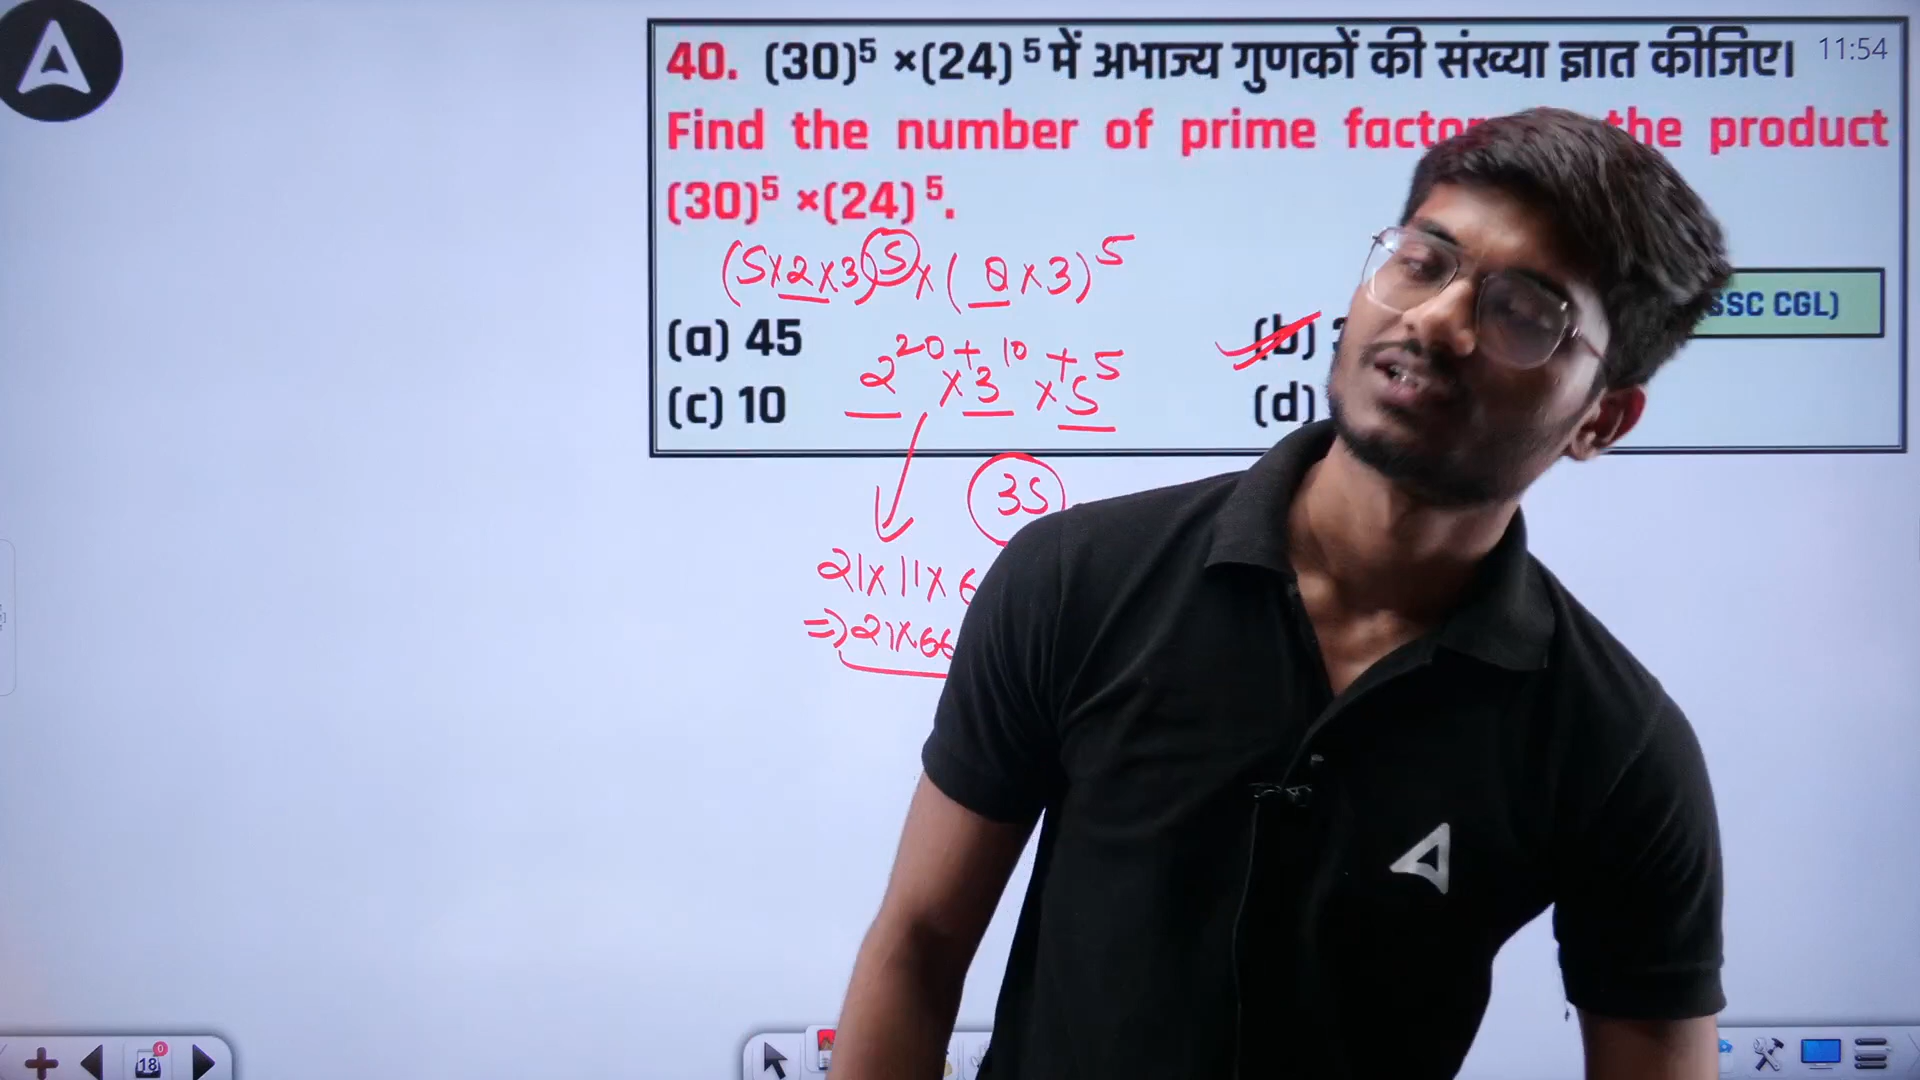 40. (30)⁵ ×(24)⁵ में अभाज्य गुणकों की संख्या ज्ञात कीजिए।
11:54
Find the number of prime the product
(30)⁵ ×(24)⁵.
(5×2×3)⁵×(8×3)⁵
SSC CGL)
(a) 45
(b)
2²⁰+×3¹⁰+×5⁵
(c) 10
(d)
35
21×11×6
⇒21×66
18
0